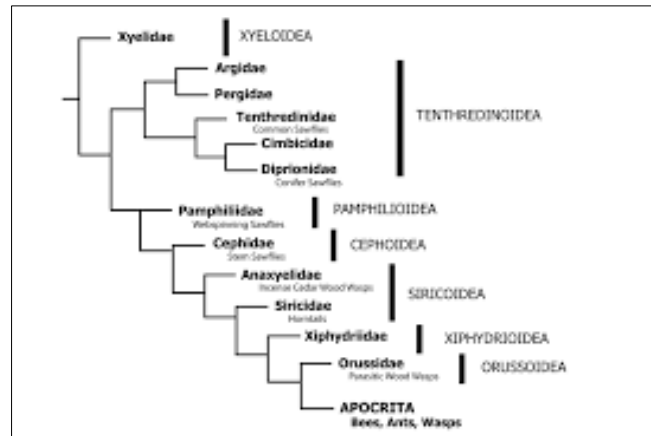 Xyelidae
XYELOIDEA
Argidae
Pergidae
Tenthredinidae
Common Sawflies
TENTHREDINOIDEA
Cimbicidae
Diprionidae
Conifer Sawflies
Pamphiliidae
Webspinning Sawflies
PAMPHILIOIDEA
Cephidae
Stem Sawflies
CEPHOIDEA
Anaxyelidae
Incense Cedar Wood Wasps
SIRICOIDEA
Siricidae
Horntails
Xiphydriidae
XIPHYDRIOIDEA
Orussidae
Parasitic Wood Wasps
ORUSSOIDEA
APOCRITA
Bees, Ants, Wasps